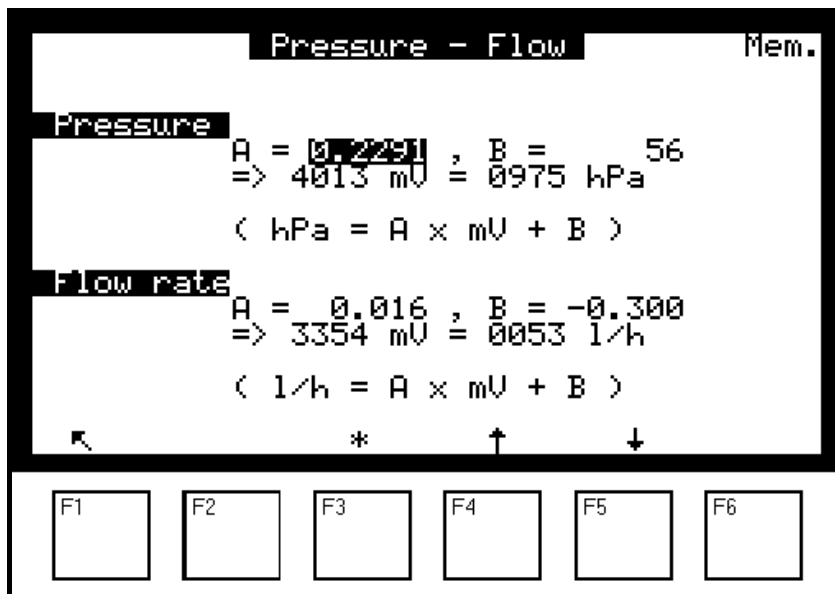 Pressure - Flow Mem.
Pressure
A = 0.2291 , B = 56
=> 4013 mV = 0975 hPa
( hPa = A x mV + B )
Flow rate
A = 0.016 , B = -0.300
=> 3354 mV = 0053 l/h
( l/h = A x mV + B )
↖ * ↑ ↓
F1 F2 F3 F4 F5 F6